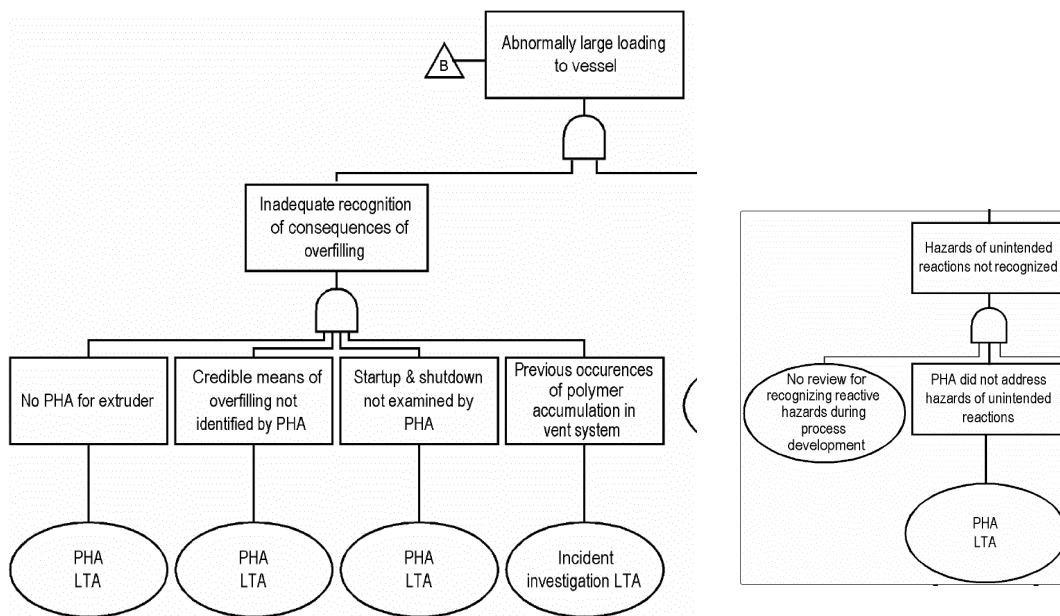 Abnormally large loading
to vessel
B
Inadequate recognition
of consequences of
overfilling
No PHA for extruder
Credible means of
overfilling not
identified by PHA
Startup & shutdown
not examined by
PHA
Previous occurences
of polymer
accumulation in
vent system
PHA
LTA
PHA
LTA
PHA
LTA
Incident
investigation LTA
Hazards of unintended
reactions not recognized
No review for
recognizing reactive
hazards during
process
development
PHA did not address
hazards of unintended
reactions
PHA
LTA